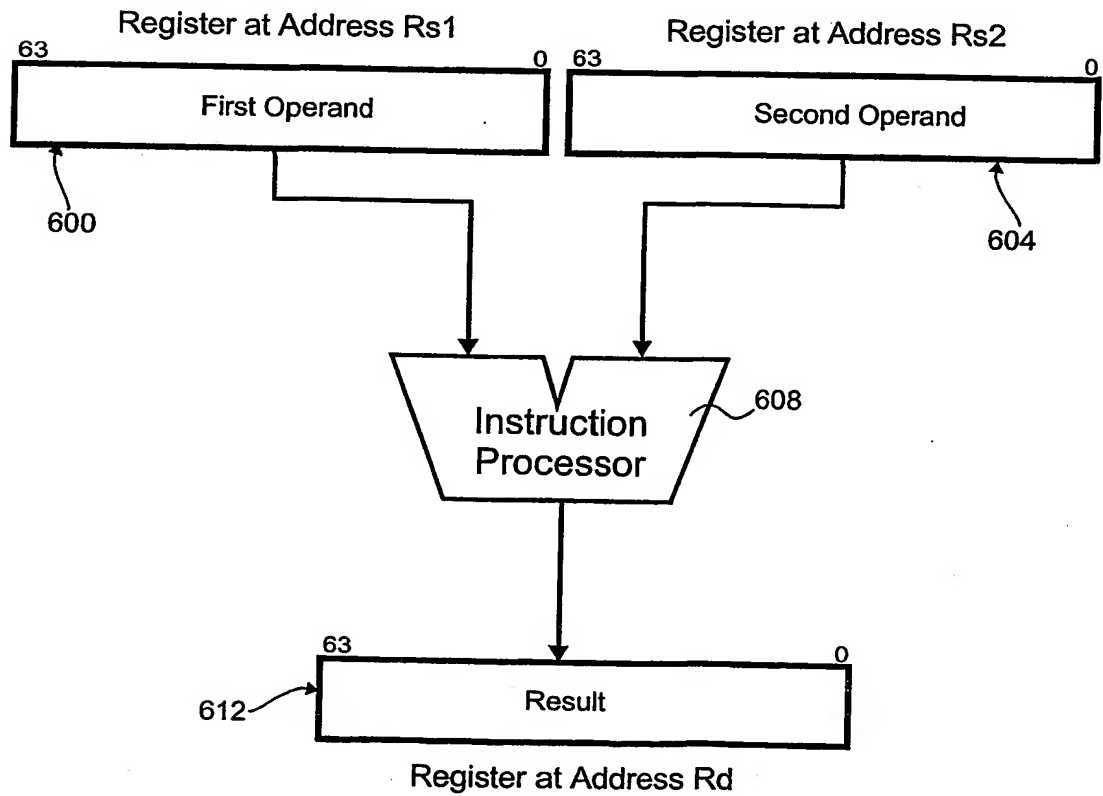 Register at Address Rs1
Register at Address Rs2
63
0
63
0
First Operand
Second Operand
600
604
608
Instruction
Processor
63
0
612
Result
Register at Address Rd